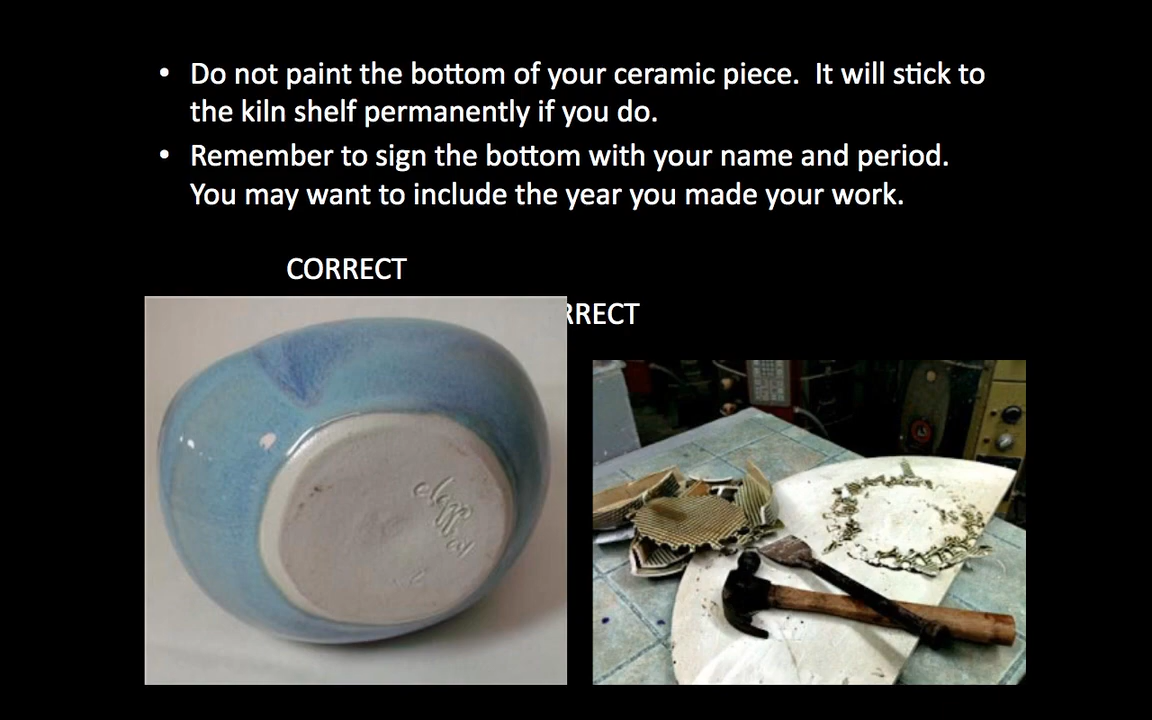 • Do not paint the bottom of your ceramic piece.  It will stick to
the kiln shelf permanently if you do.
• Remember to sign the bottom with your name and period.
You may want to include the year you made your work.
CORRECT
RRECT